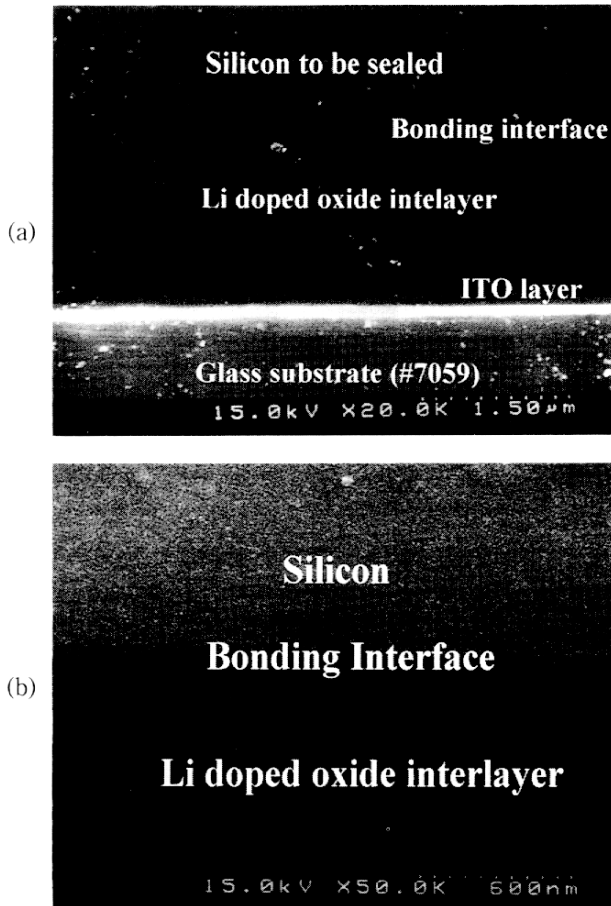 Silicon to be sealed
Bonding interface
Li doped oxide intelayer
(a)
ITO layer
Glass substrate (#7059)
15.0kV X20.0K 1.50μm
Silicon
Bonding Interface
(b)
Li doped oxide interlayer
15.0kV X50.0K 600nm